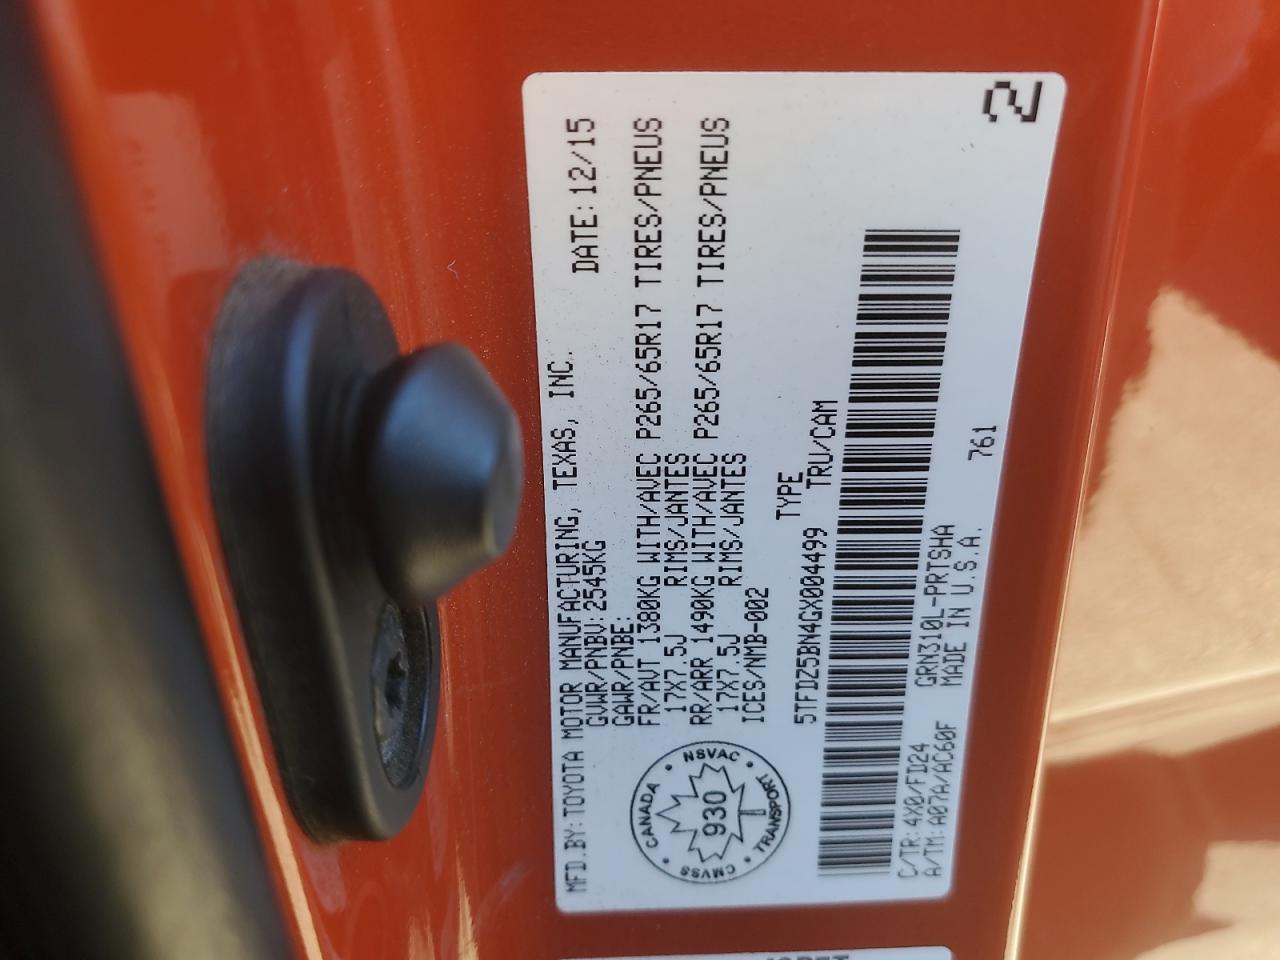 MFD.BY:TOYOTA MOTOR MANUFACTURING, TEXAS, INC.
GVWR/PNBV:2545KG DATE:12/15
GAWR/PNBE:
FR/AVT 1380KG WITH/AVEC P265/65R17 TIRES/PNEUS
17X7.5J RIMS/JANTES
RR/ARR 1490KG WITH/AVEC P265/65R17 TIRES/PNEUS
17X7.5J RIMS/JANTES
ICES/NMB-002
CANADA • NSVAC • TRANSPORT • CMVSS •
930
TYPE
5TFDZ5BN4GX004499 TRU/CAM
C/TR:4X0/FD24 GRN310L-PRTSHA 761
A/TM:A07A/AC60F MADE IN U.S.A.
2